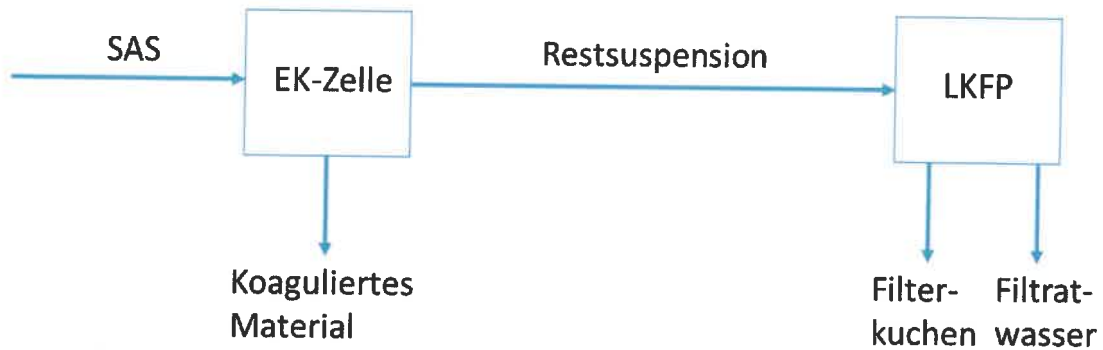 SAS
EK-Zelle
Restsuspension
LKFP
Koaguliertes
Material
Filter-
kuchen
Filtrat-
wasser